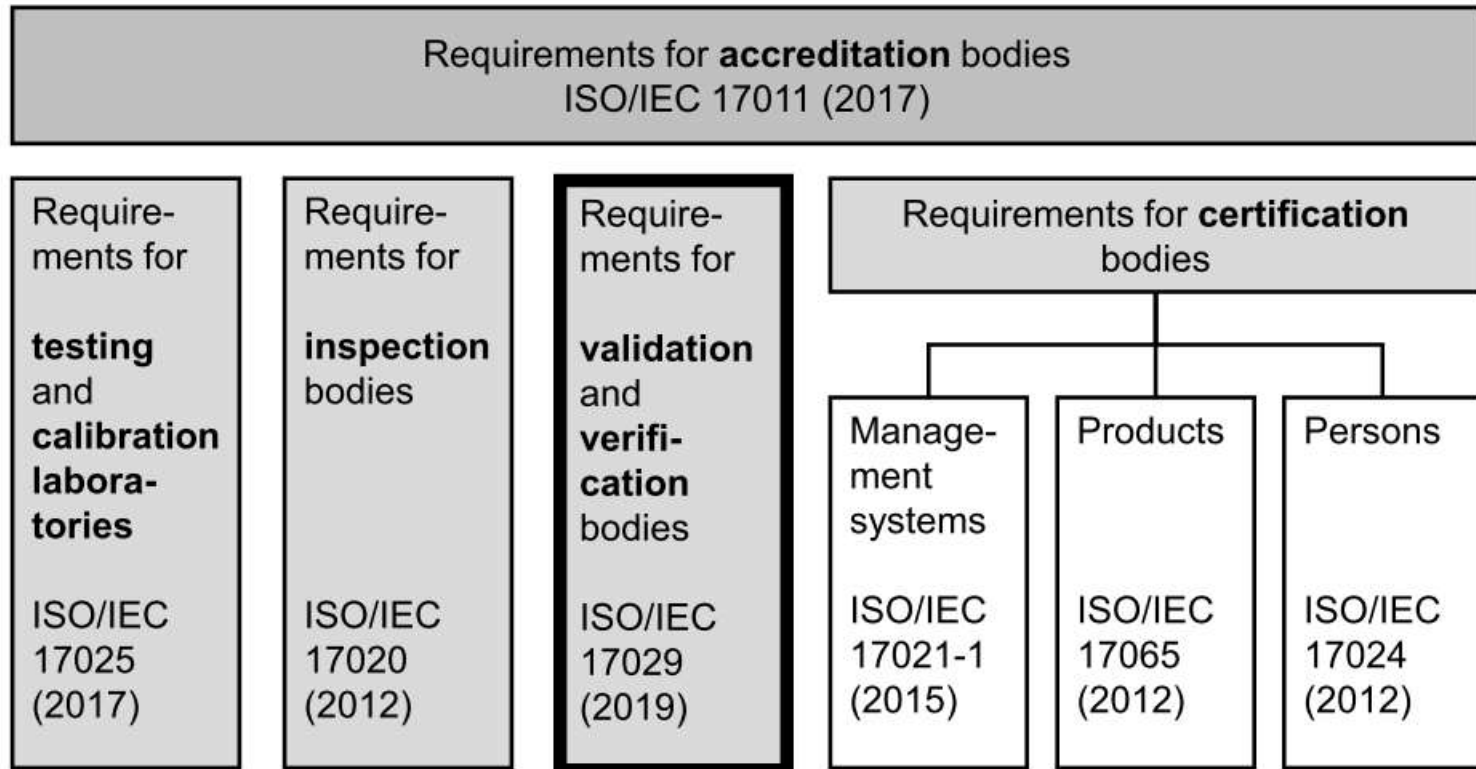 Requirements for accreditation bodies
ISO/IEC 17011 (2017)
Require-
ments for
testing
and
calibration
labora-
tories
ISO/IEC
17025
(2017)
Require-
ments for
inspection
bodies
ISO/IEC
17020
(2012)
Require-
ments for
validation
and
verifi-
cation
bodies
ISO/IEC
17029
(2019)
Requirements for certification
bodies
Manage-
ment
systems
ISO/IEC
17021-1
(2015)
Products
ISO/IEC
17065
(2012)
Persons
ISO/IEC
17024
(2012)